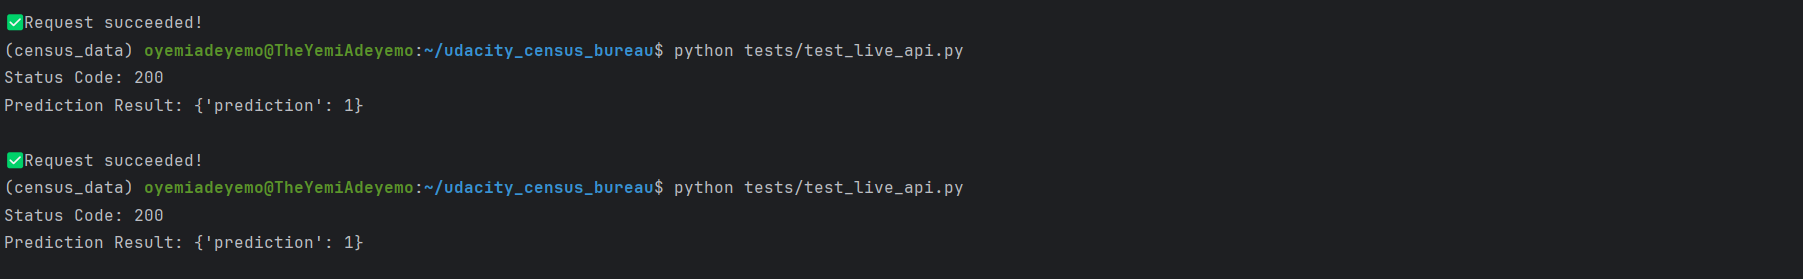 ✅Request succeeded!
(census_data) oyemiadeyemo@TheYemiAdeyemo:~/udacity_census_bureau$ python tests/test_live_api.py
Status Code: 200
Prediction Result: {'prediction': 1}
✅Request succeeded!
(census_data) oyemiadeyemo@TheYemiAdeyemo:~/udacity_census_bureau$ python tests/test_live_api.py
Status Code: 200
Prediction Result: {'prediction': 1}